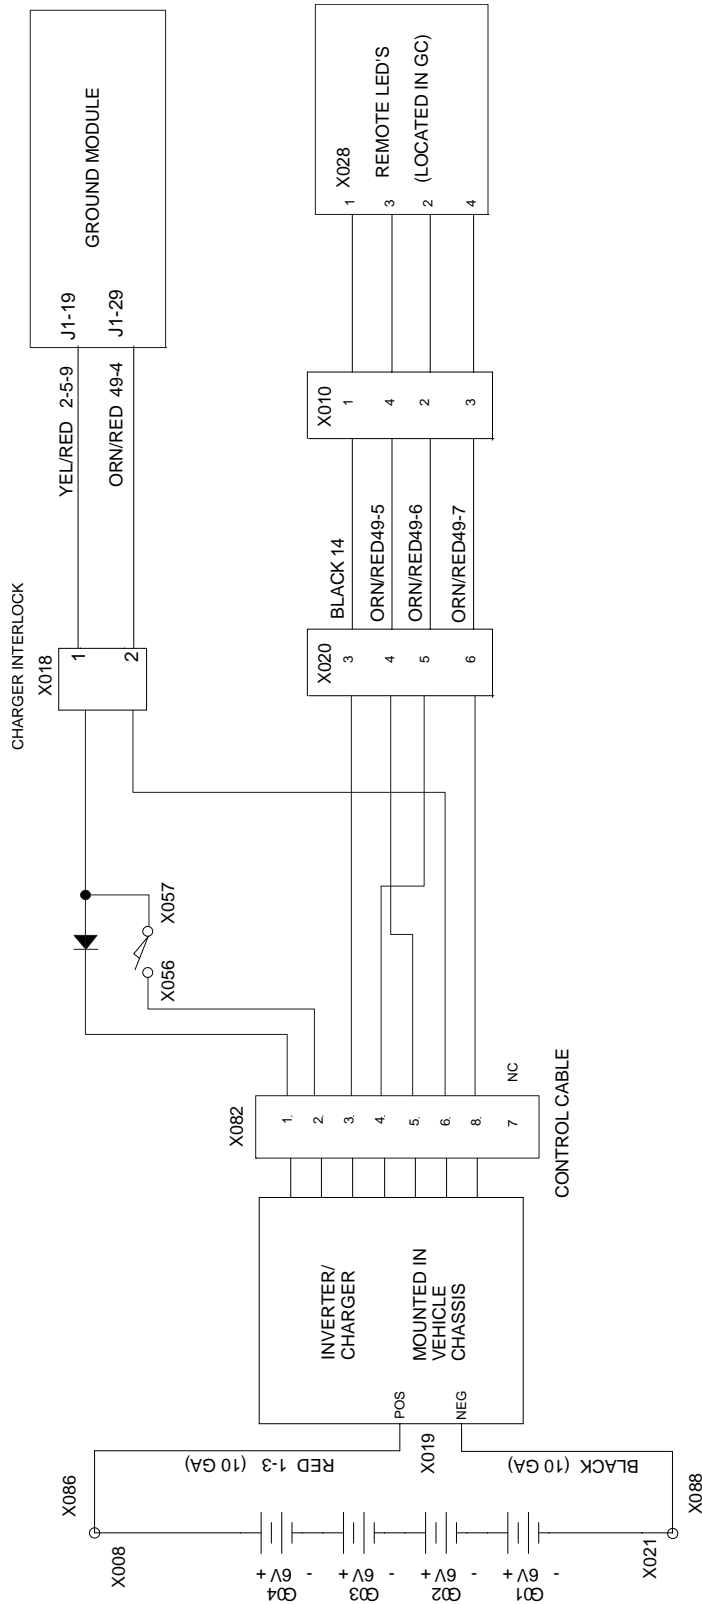 GROUND MODULE
J1-19
J1-29
YEL/RED 2-5-9
ORN/RED 49-4
CHARGER INTERLOCK
X018
1
2
X057
X056
X028
REMOTE LED'S
(LOCATED IN GC)
1
3
2
4
X010
1
4
2
3
BLACK 14
ORN/RED49-5
ORN/RED49-6
ORN/RED49-7
X020
3
4
5
6
X082
1.
2.
3.
4.
5.
6.
8.
7
NC
CONTROL CABLE
INVERTER/
CHARGER
MOUNTED IN
VEHICLE
CHASSIS
POS
NEG
X019
RED 1-3 (10 GA)
BLACK (10 GA)
X086
X008
X088
X021
G04
6V +
-
G03
6V +
-
G02
6V +
-
G01
6V +
-